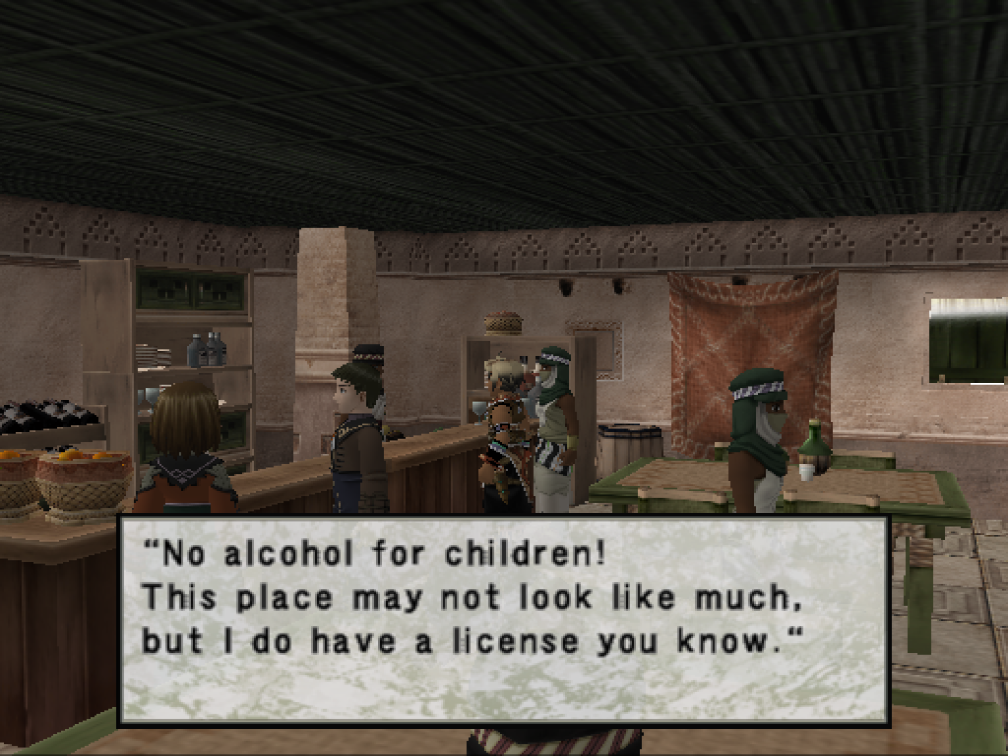 “No alcohol for children!
This place may not look like much,
but I do have a license you know.“